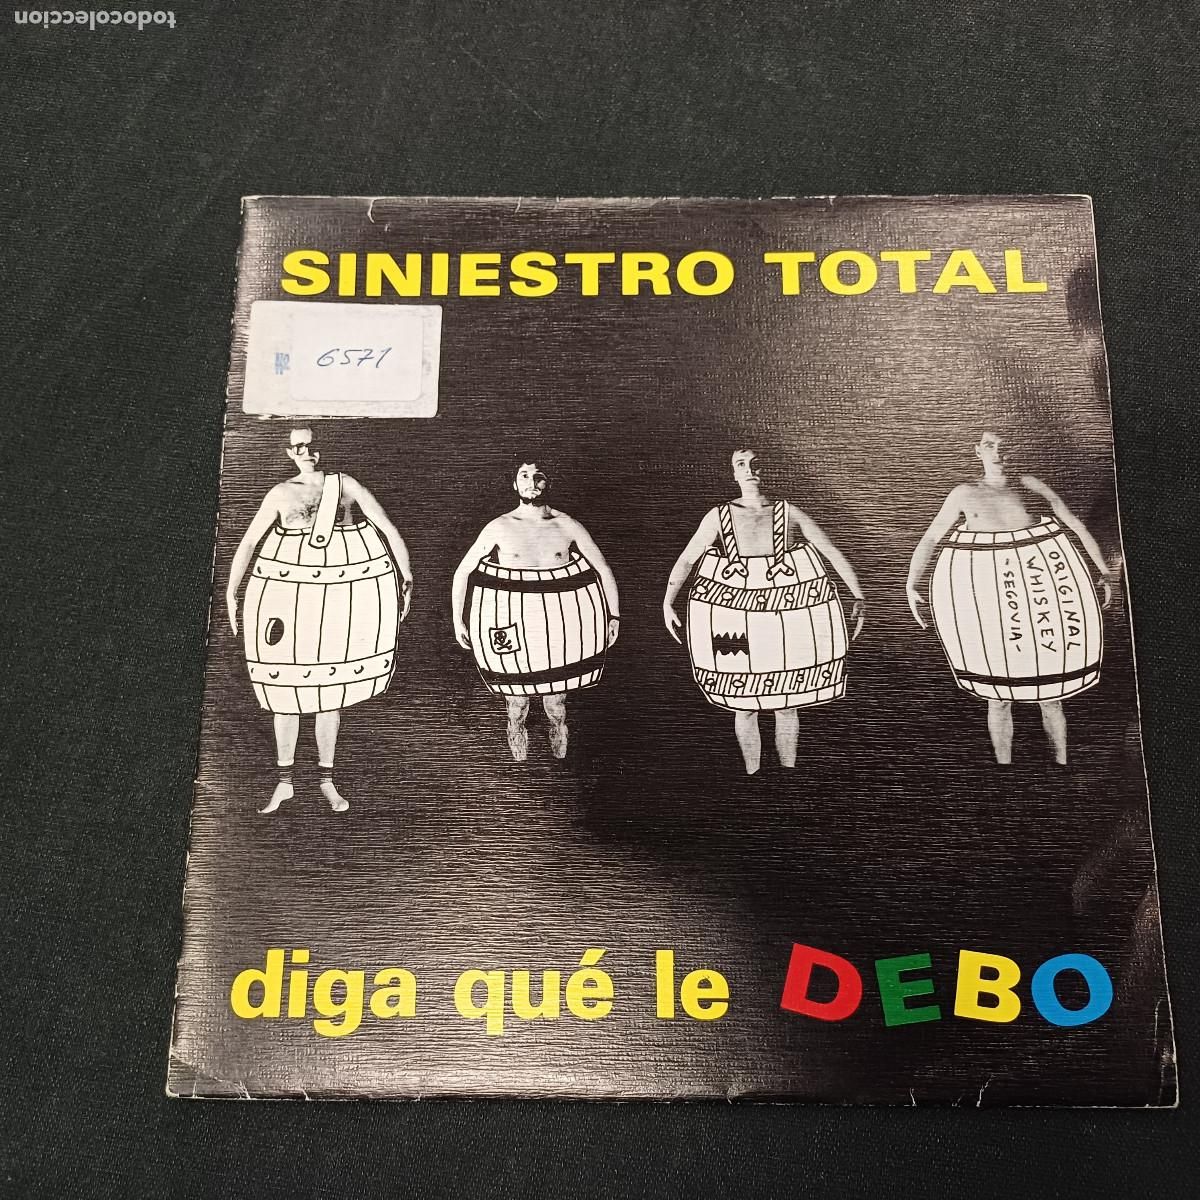 todocoleccion
SINIESTRO TOTAL
Nº 6571
ORIGINAL
WHISKEY
-SEGOVIA-
diga qué le DEBO